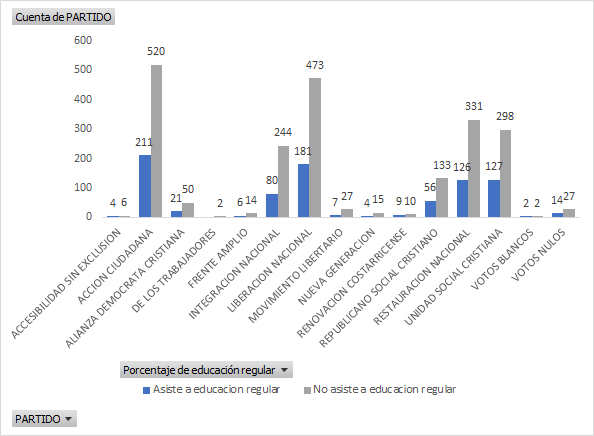 Cuenta de PARTIDO
600
500
400
300
200
100
0
4 6
211 520
21 50
2
6 14
80 244
181 473
7 27
4 15
9 10
56 133
126 331
127 298
2 2
14 27
ACCESIBILIDAD SIN EXCLUSION
ACCION CIUDADANA
ALIANZA DEMOCRATA CRISTIANA
DE LOS TRABAJADORES
FRENTE AMPLIO
INTEGRACION NACIONAL
LIBERACION NACIONAL
MOVIMIENTO LIBERTARIO
NUEVA GENERACION
RENOVACION COSTARRICENSE
REPUBLICANO SOCIAL CRISTIANO
RESTAURACION NACIONAL
UNIDAD SOCIAL CRISTIANA
VOTOS BLANCOS
VOTOS NULOS
Porcentaje de educación regular
Asiste a educacion regular No asiste a educacion regular
PARTIDO